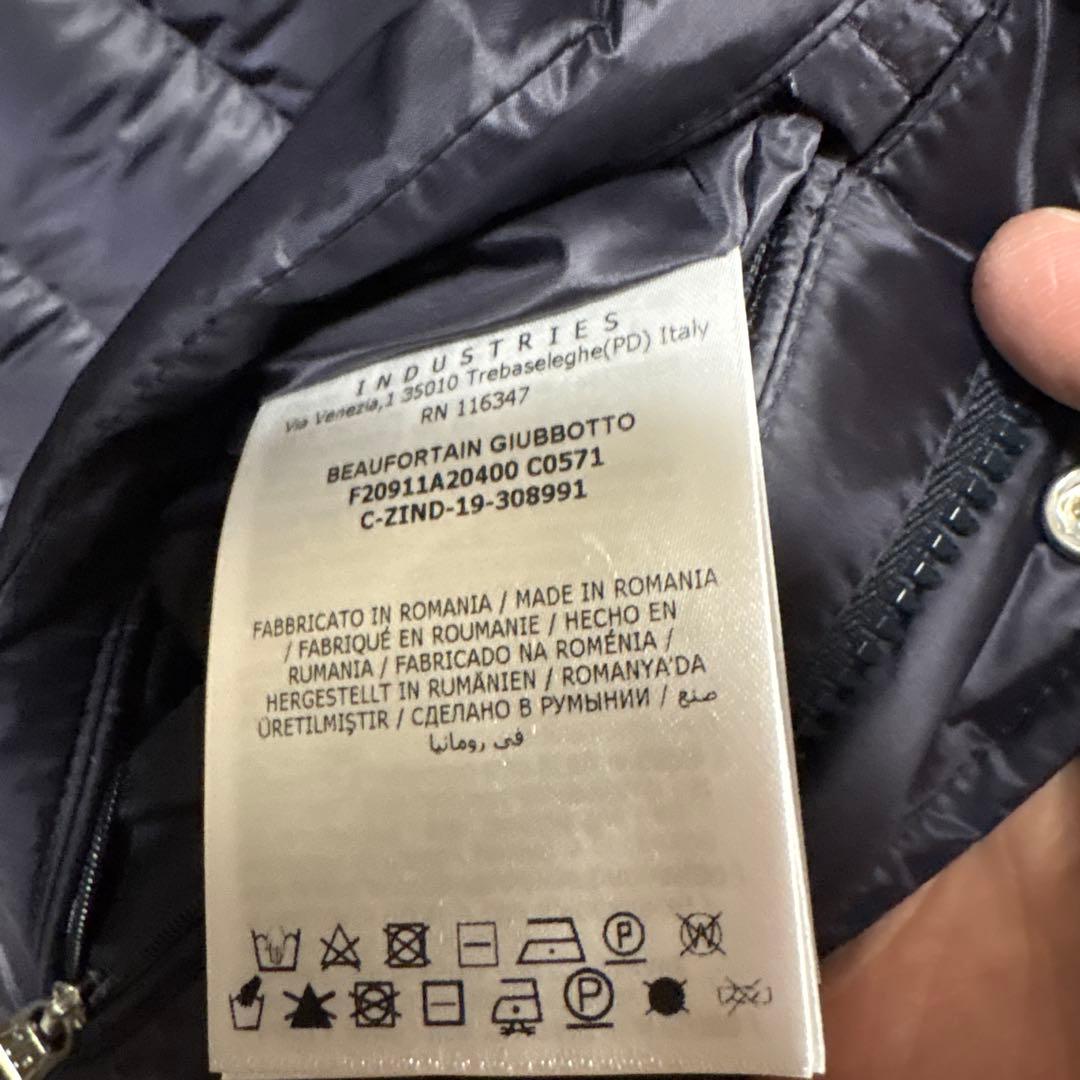 INDUSTRIES
Via Venezia,1 35010 Trebaseleghe(PD) Italy
RN 116347
BEAUFORTAIN GIUBBOTTO
F20911A20400 C0571
C-ZIND-19-308991
FABBRICATO IN ROMANIA / MADE IN ROMANIA
/ FABRIQUÉ EN ROUMANIE / HECHO EN
RUMANIA / FABRICADO NA ROMÉNIA /
HERGESTELLT IN RUMÄNIEN / ROMANYA'DA
ÜRETILMIŞTIR / СДЕЛАНО В РУМЫНИИ / صنع
في رومانيا
P W
P